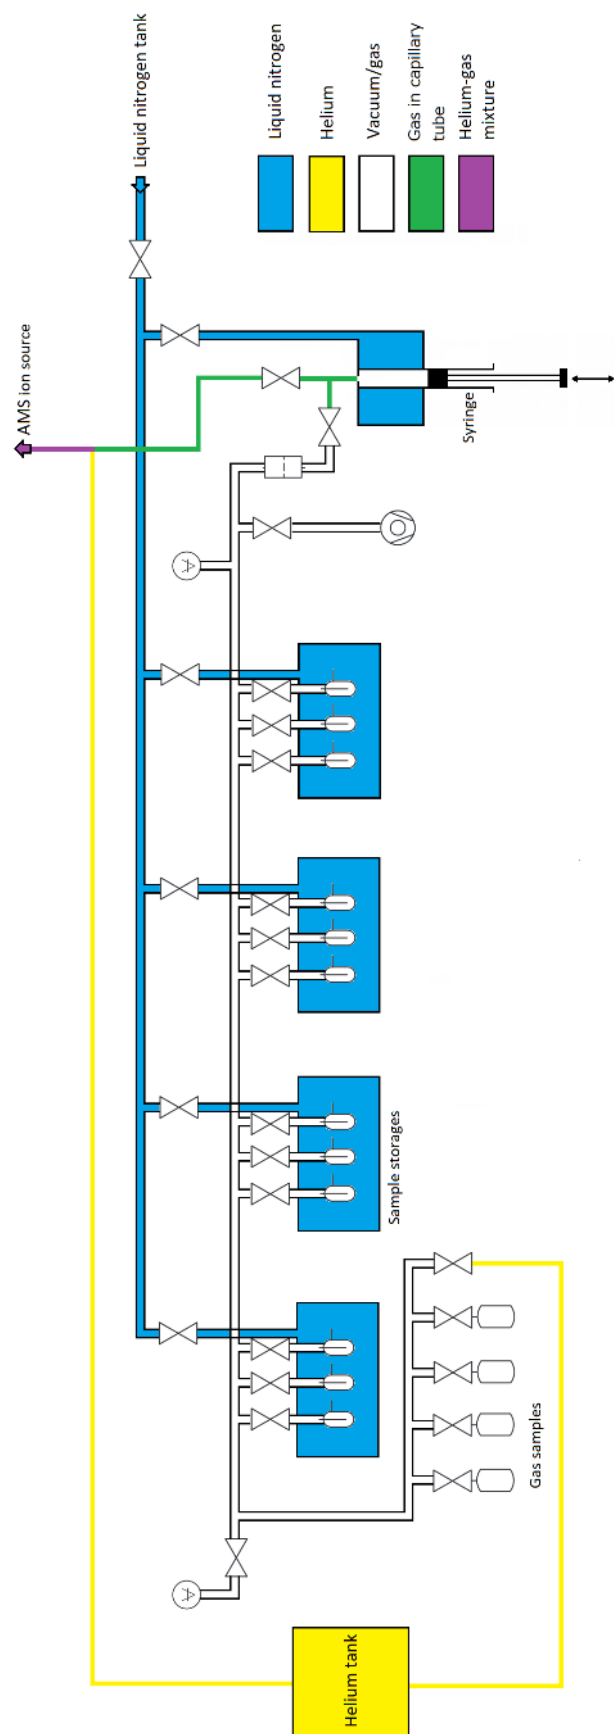 Liquid nitrogen tank
AMS ion source
Liquid nitrogen
Helium
Vacuum/gas
Gas in capillary
tube
Helium-gas
mixture
Syringe
Sample storages
Gas samples
Helium tank